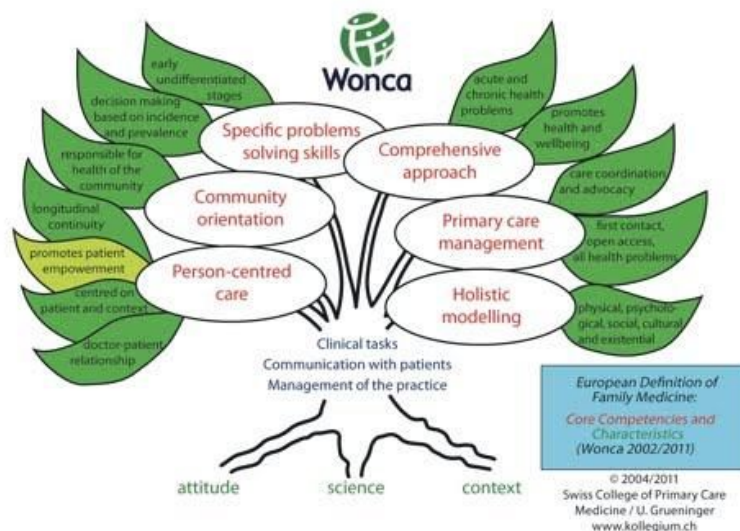 Wonca
early
undifferentiated
stages
decision making
based on incidence
and prevalence
responsible for
health of the
community
longitudinal
continuity
promotes patient
empowerment
centred on
patient and context
doctor-patient
relationship
Specific problems
solving skills
Community
orientation
Person-centred
care
Comprehensive
approach
Primary care
management
Holistic
modelling
acute and
chronic health
problems
promotes
health and
wellbeing
care coordination
and advocacy
first contact,
open access,
all health problems
physical, psycholo-
gical, social, cultural
and existential
Clinical tasks
Communication with patients
Management of the practice
attitude
science
context
European Definition of
Family Medicine:
Core Competencies and
Characteristics
(Wonca 2002/2011)
© 2004/2011
Swiss College of Primary Care
Medicine / U. Grueninger
www.kollegium.ch